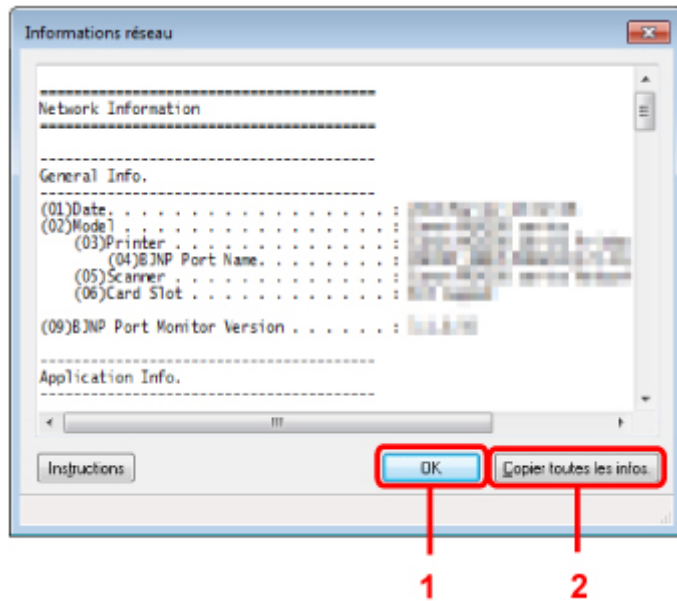 Informations réseau
========================================
Network Information
========================================
----------------------------------------
General Info.
----------------------------------------
(01)Date. . . . . . . . . . . . . . . . . :
(02)Model . . . . . . . . . . . . . . . . :
(03)Printer . . . . . . . . . . . . . :
(04)BJNP Port Name. . . . . . . . :
(05)Scanner . . . . . . . . . . . . . :
(06)Card Slot . . . . . . . . . . . . :
(09)BJNP Port Monitor Version . . . . . . :
----------------------------------------
Application Info.
----------------------------------------
Instructions
OK
Copier toutes les infos.
1
2